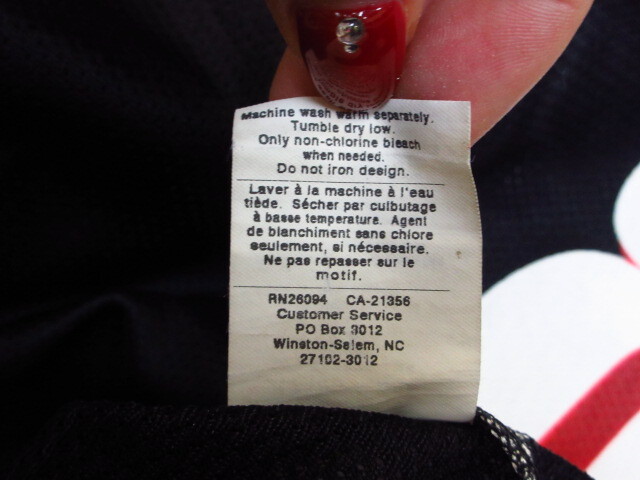 Machine wash warm separately.
Tumble dry low.
Only non-chlorine bleach
when needed.
Do not iron design.
Laver à la machine à l'eau
tiède. Sécher par culbutage
à basse temperature. Agent
de blanchiment sans chlore
seulement, si nécessaire.
Ne pas repasser sur le
motif.
RN26094 CA-21356
Customer Service
PO Box 3012
Winston-Salem, NC
27102-3012